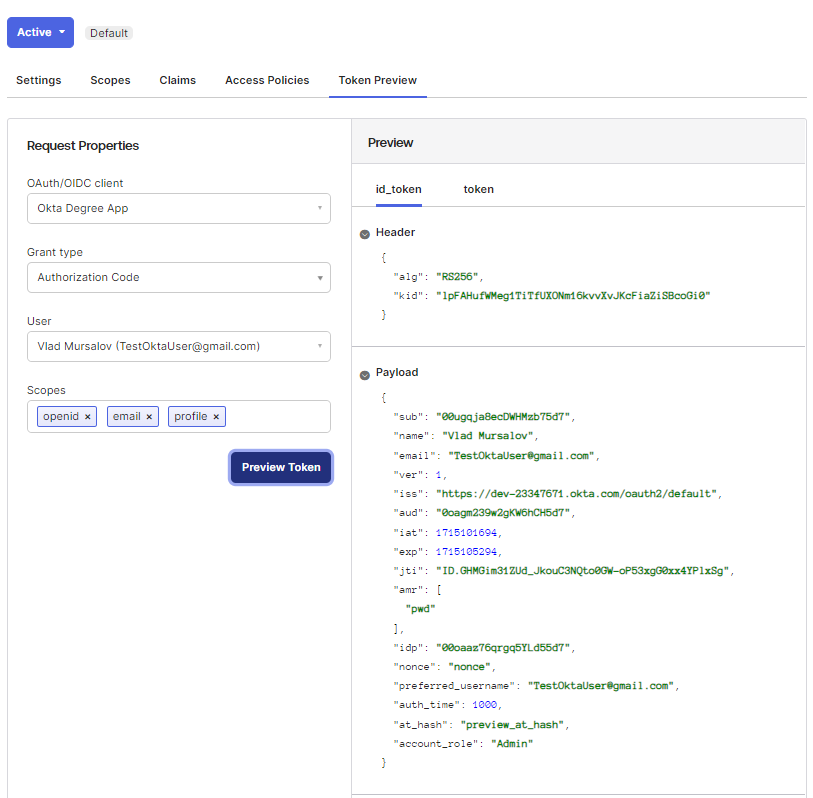 Active
Default
Settings Scopes Claims Access Policies Token Preview
Request Properties
OAuth/OIDC client
Okta Degree App
Grant type
Authorization Code
User
Vlad Mursalov (TestOktaUser@gmail.com)
Scopes
openid × email × profile ×
Preview Token
Preview
id_token token
Header
{
"alg": "RS256",
"kid": "lpFAHufWMeg1TiTfUXONm16kvvXvJKcFiaZiSBcoGi0"
}
Payload
{
"sub": "00ugqja8ecDWHMzb75d7",
"name": "Vlad Mursalov",
"email": "TestOktaUser@gmail.com",
"ver": 1,
"iss": "https://dev-23347671.okta.com/oauth2/default",
"aud": "0oagm239w2gKW6hCH5d7",
"iat": 1715101694,
"exp": 1715105294,
"jti": "ID.GHMGim31ZUd_JkouC3NQto0GW-oP53xgG0xx4YPlxSg",
"amr": [
"pwd"
],
"idp": "00oaaz76qrgq5YLd55d7",
"nonce": "nonce",
"preferred_username": "TestOktaUser@gmail.com",
"auth_time": 1000,
"at_hash": "preview_at_hash",
"account_role": "Admin"
}